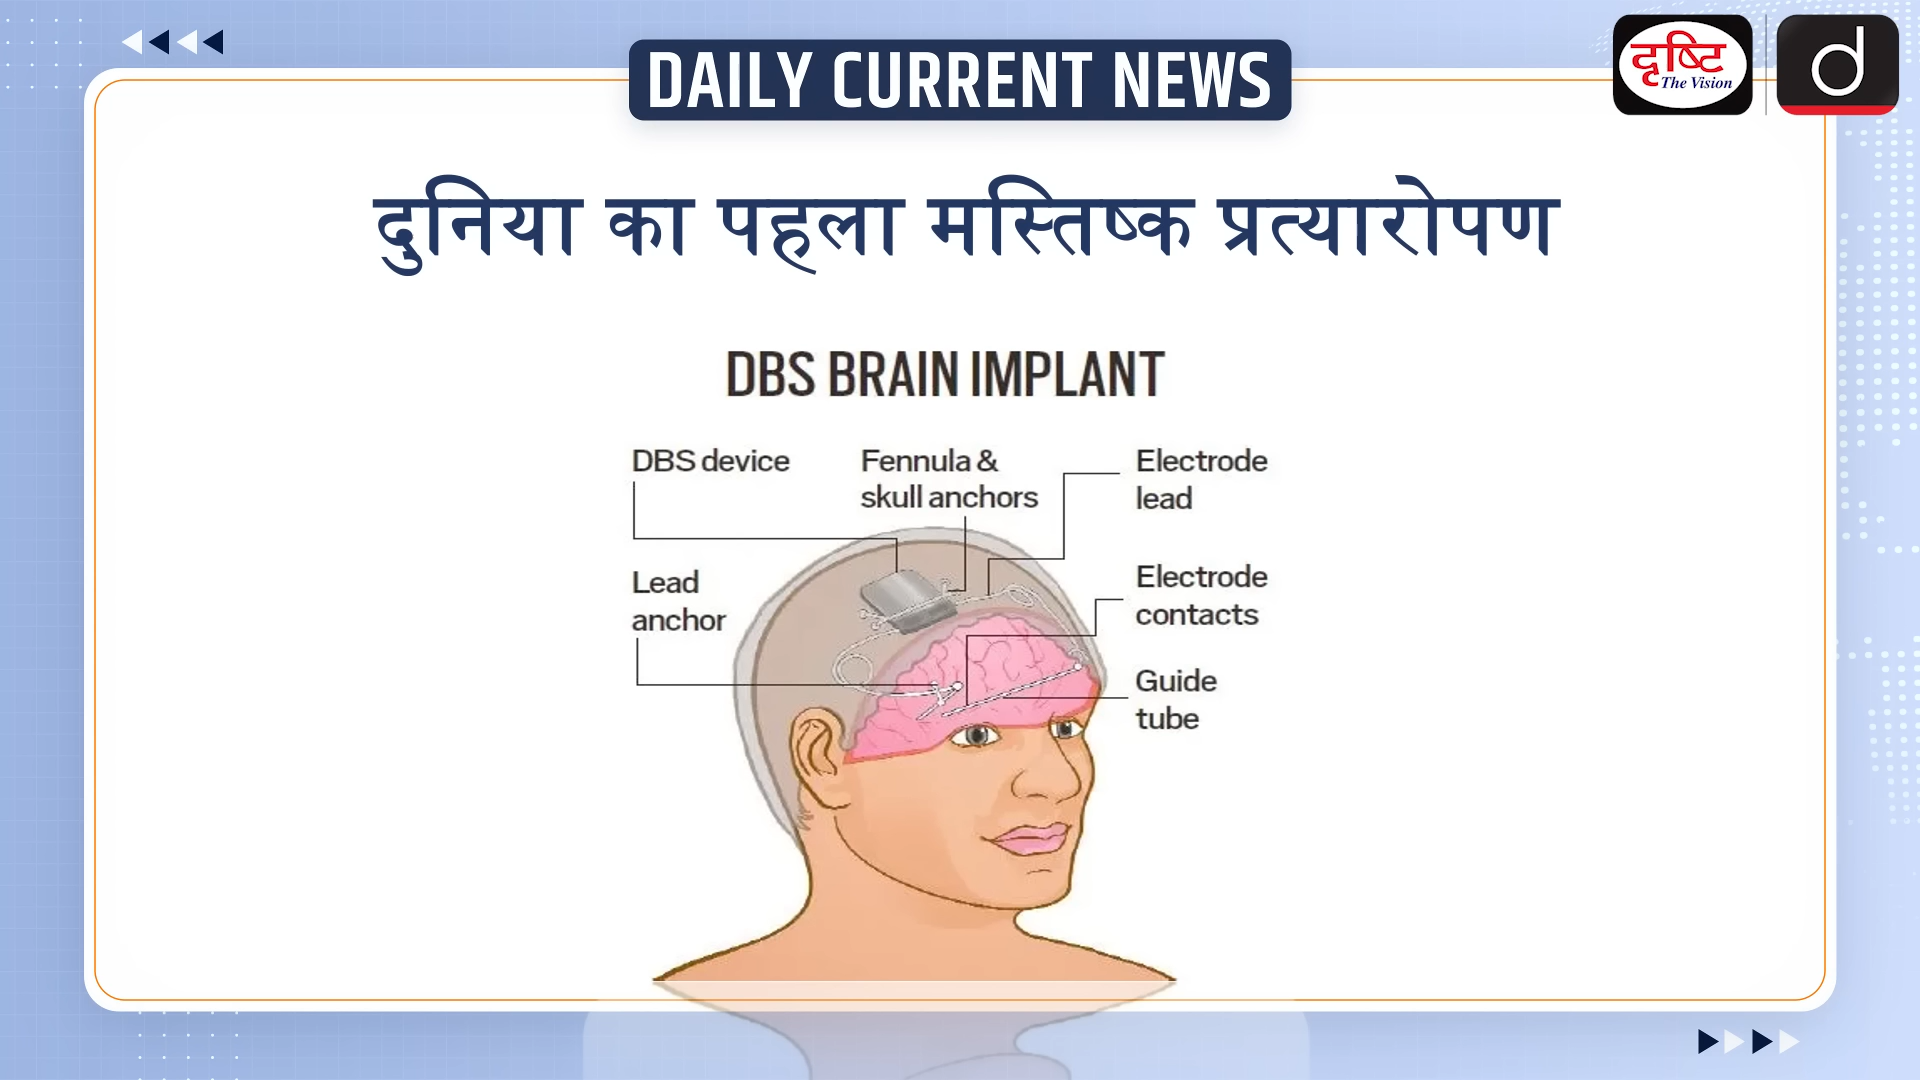 DAILY CURRENT NEWS
दृष्टि
The Vision
d
दुनिया का पहला मस्तिष्क प्रत्यारोपण
DBS BRAIN IMPLANT
DBS device
Fennula &
skull anchors
Electrode
lead
Lead
anchor
Electrode
contacts
Guide
tube